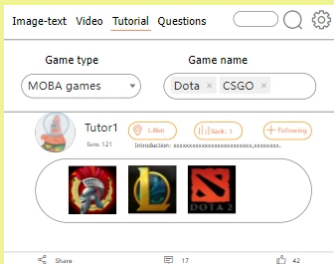 Image-text Video Tutorial Questions
Game type Game name
MOBA games Dota × CSGO ×
Tutor1 1.8km Rank: 1 + Following
fans 121 Introduction: xxxxxxxxxxxxxxxxxxxxxxxxxx,xxxxxxxx.
DOTA 2
Share 17 42